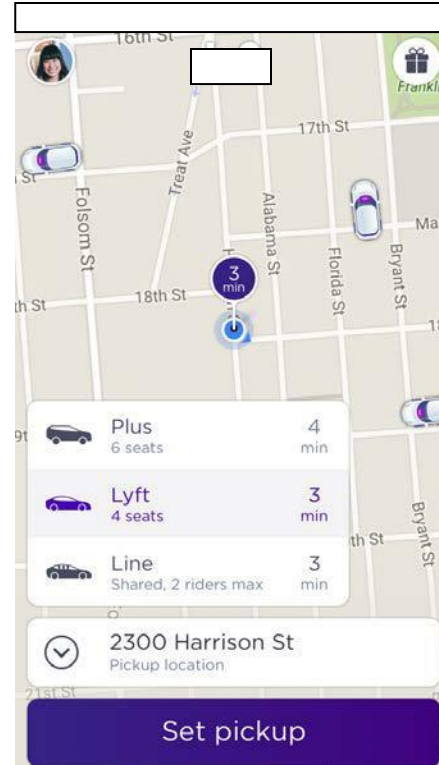 16th St
Frankl
17th St
Treat Ave
St
Folsom St
Alabama St
Ma
3
min
Florida St
Bryant St
18th St
th St
18
9t
Plus
4
6 seats
min
Lyft
3
4 seats
min
Bryant St
th St
Line
3
Shared, 2 riders max
min
2300 Harrison St
Pickup location
21st St
Set pickup